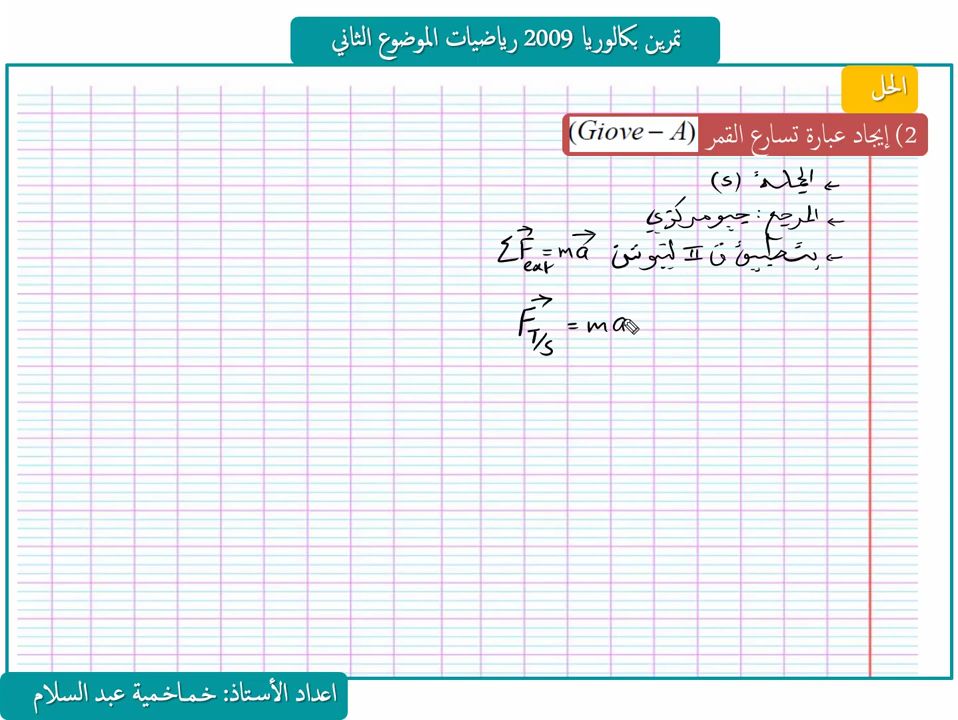 تمرين بكالوريا 2009 رياضيات الموضوع الثاني
الحل
2) إيجاد عبارة تسارع القمر (Giove – A)
← الجملة (S)
← المرجع : جيومركزي
← بتطبيق ق II لنيوتن ΣF⃗ext = ma⃗
F⃗T/S = ma
اعداد الأستاذ: خماخمية عبد السلام